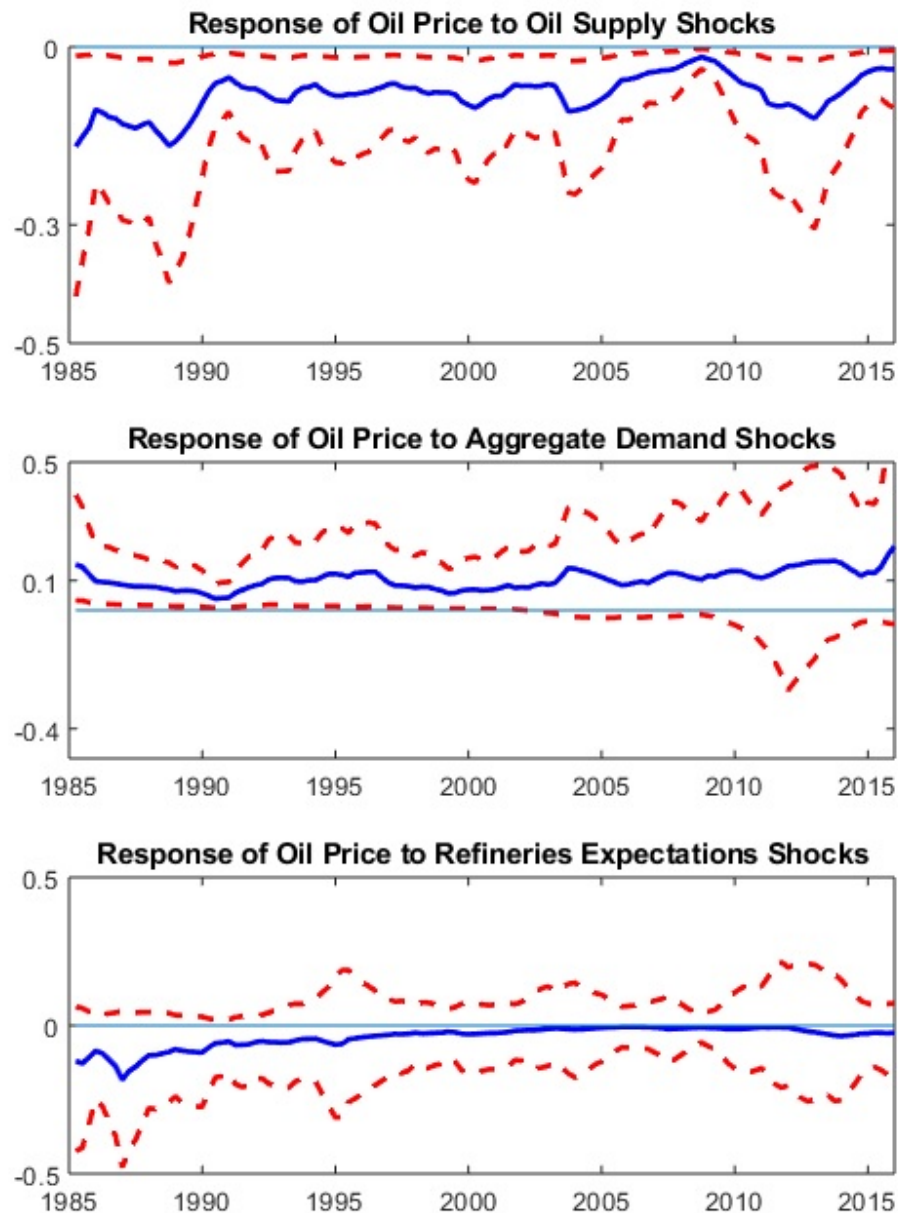 Response of Oil Price to Oil Supply Shocks
0
-0.3
-0.5
1985 1990 1995 2000 2005 2010 2015
Response of Oil Price to Aggregate Demand Shocks
0.5
0.1
-0.4
1985 1990 1995 2000 2005 2010 2015
Response of Oil Price to Refineries Expectations Shocks
0.5
0
-0.5
1985 1990 1995 2000 2005 2010 2015